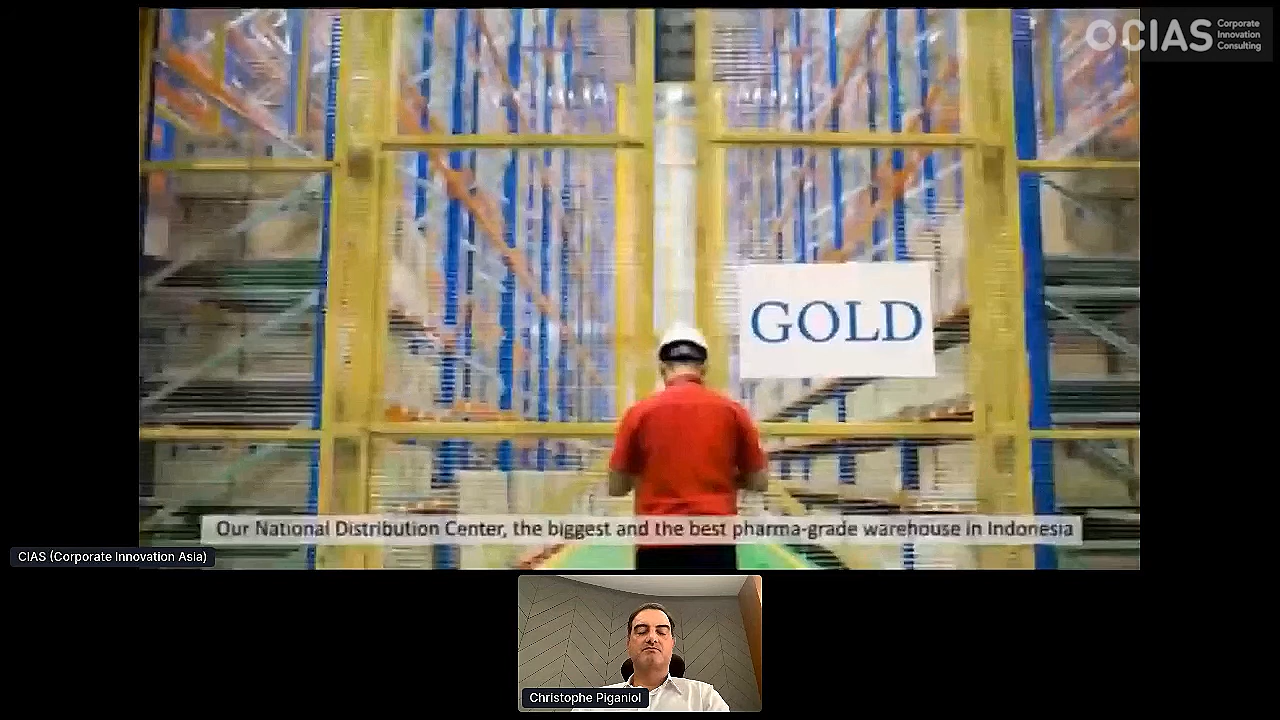 OCIAS
Corporate
Innovation
Consulting
GOLD
Our National Distribution Center, the biggest and the best pharma-grade warehouse in Indonesia
CIAS (Corporate Innovation Asia)
Christophe Piganiol